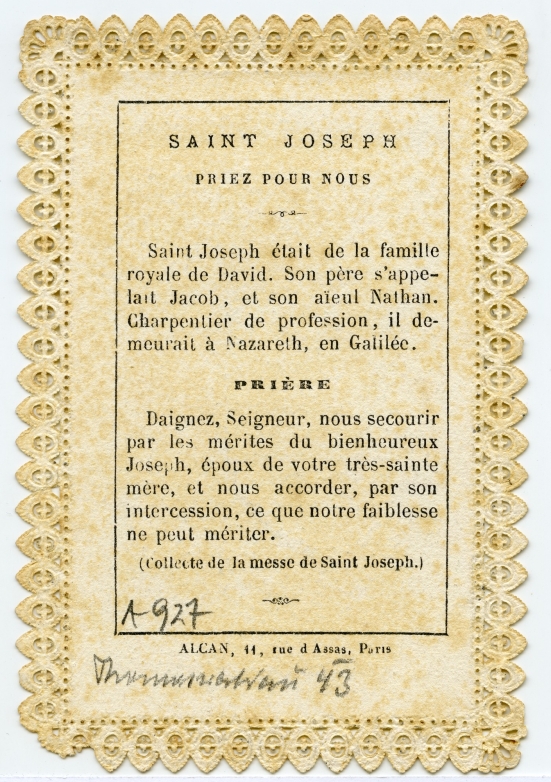 SAINT JOSEPH
PRIEZ POUR NOUS
Saint Joseph était de la famille
royale de David. Son père s'appe-
lait Jacob, et son aïeul Nathan.
Charpentier de profession, il de-
meurait à Nazareth, en Galilée.
PRIÈRE
Daignez, Seigneur, nous secourir
par les mérites du bienheureux
Joseph, époux de votre très-sainte
mère, et nous accorder, par son
intercession, ce que notre faiblesse
ne peut mériter.
(Collecte de la messe de Saint Joseph.)
A 927
ALCAN, 11, rue d'Assas, Paris
43